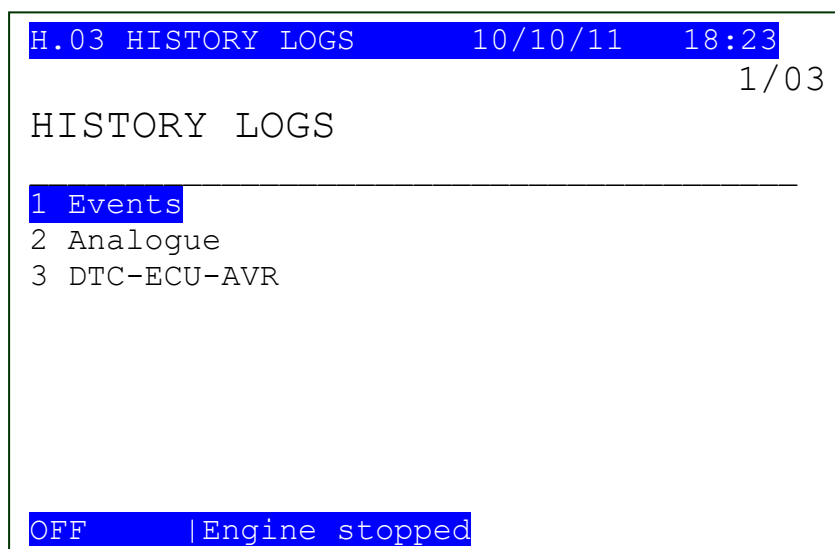 H.03 HISTORY LOGS 10/10/11 18:23
1/03
HISTORY LOGS
1 Events
2 Analogue
3 DTC-ECU-AVR
OFF |Engine stopped